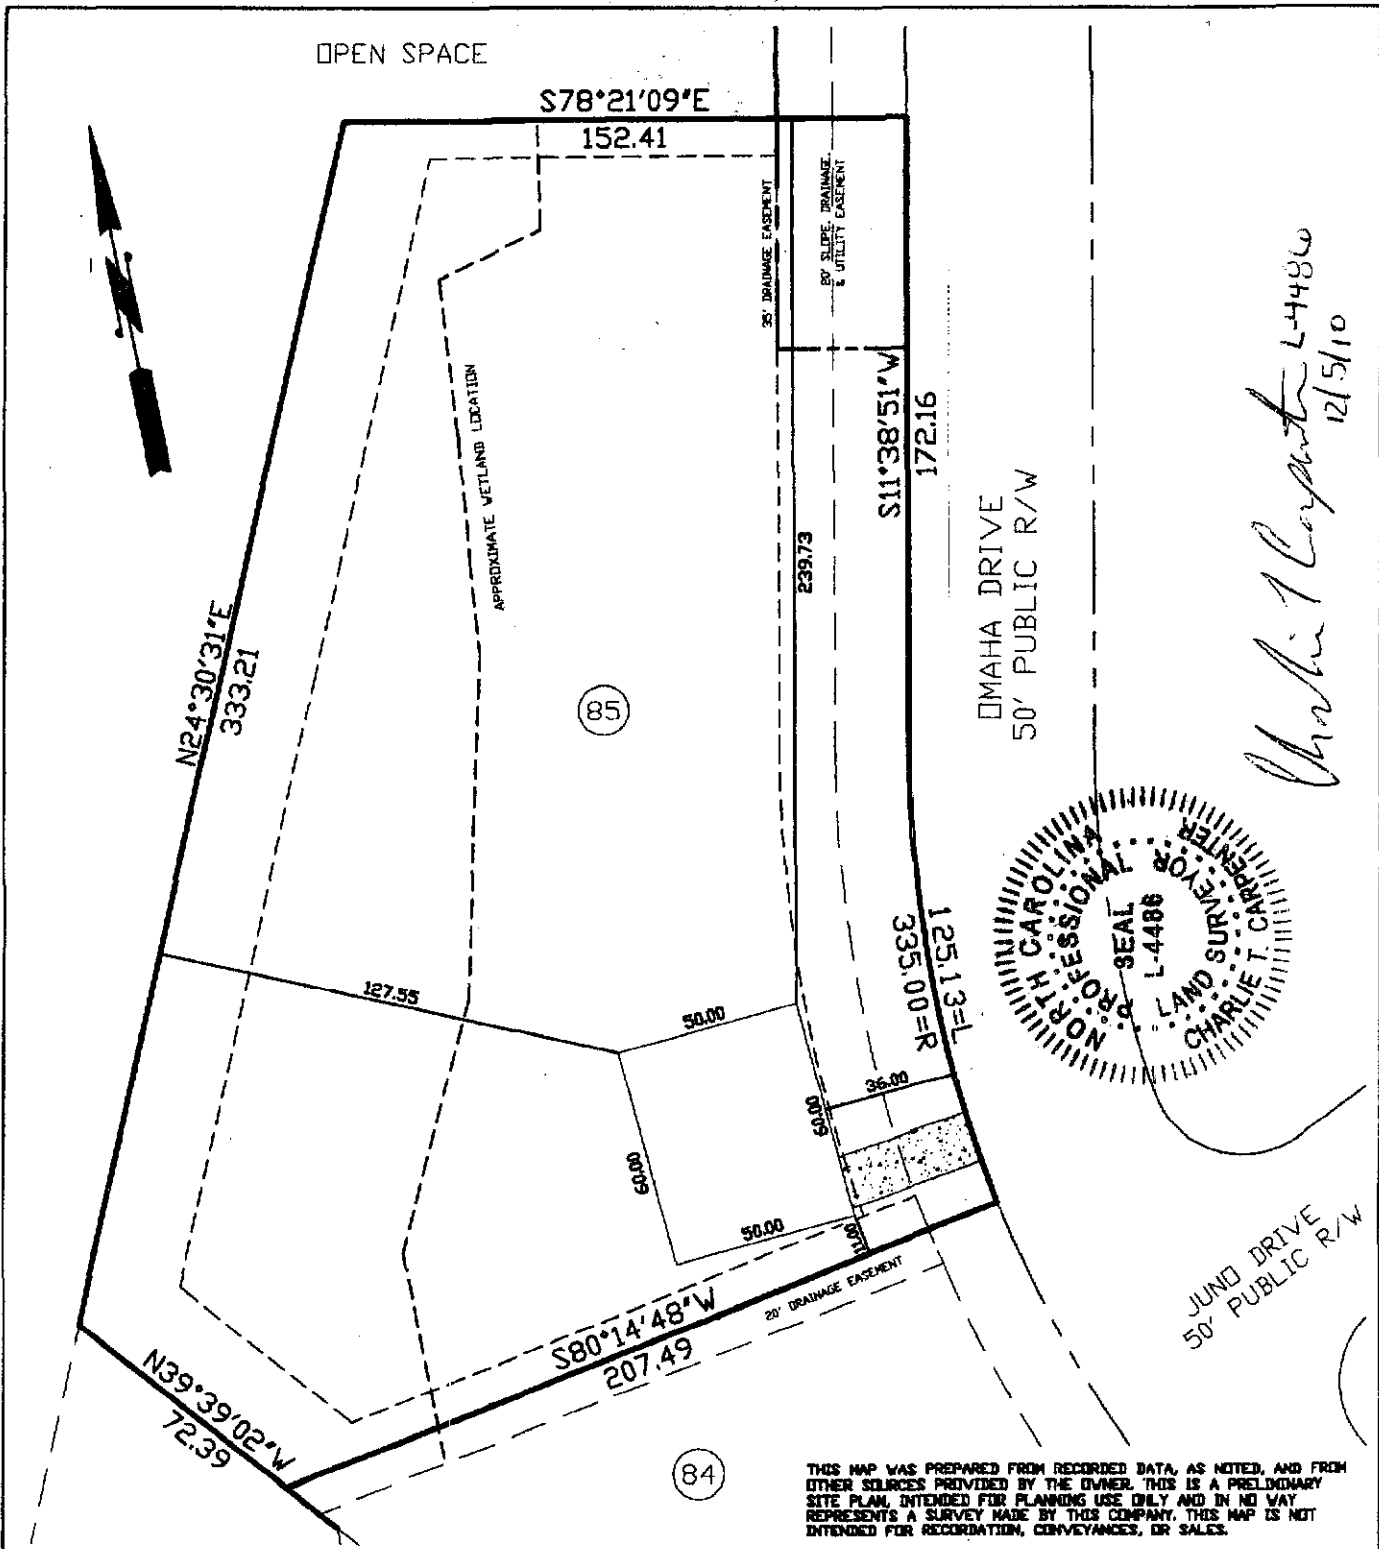 OPEN SPACE
S78°21'09"E
152.41
35' DRAINAGE EASEMENT
20' SLOPE, DRAINAGE,
& UTILITY EASEMENT
APPROXIMATE WETLAND LOCATION
S11°38'51"W
172.16
239.73
OMAHA DRIVE
50' PUBLIC R/W
L-4486
12/5/10
N24°30'31"E
333.21
85
125.13=L
335.00=R
NORTH CAROLINA
PROFESSIONAL
SEAL
L-4486
LAND SURVEYOR
CHARLIE T. CARPENTER
127.55
50.00
36.00
60.00
60.00
50.00
11.00
20' DRAINAGE EASEMENT
S80°14'48"W
207.49
JUNO DRIVE
50' PUBLIC R/W
N39°39'02"W
72.39
84
THIS MAP WAS PREPARED FROM RECORDED DATA, AS NOTED, AND FROM
OTHER SOURCES PROVIDED BY THE OWNER. THIS IS A PRELIMINARY
SITE PLAN, INTENDED FOR PLANNING USE ONLY AND IN NO WAY
REPRESENTS A SURVEY MADE BY THIS COMPANY. THIS MAP IS NOT
INTENDED FOR RECORDATION, CONVEYANCES, OR SALES.